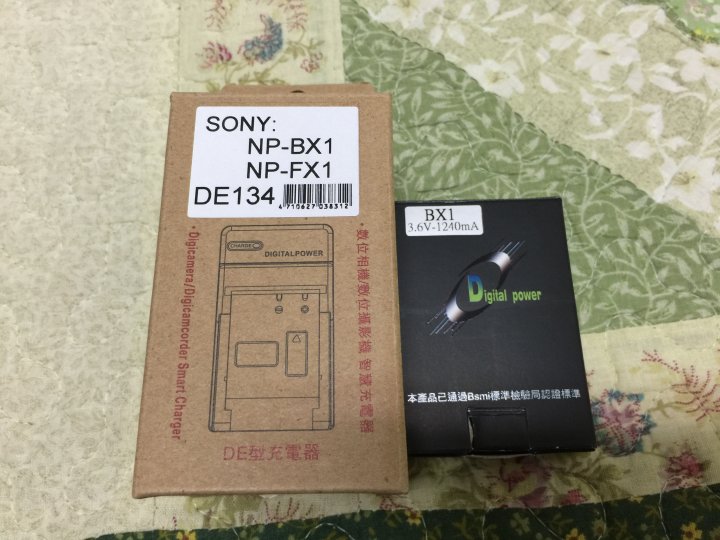 SONY:
NP-BX1
NP-FX1
DE134
4 710627 038312
CHARGE
DIGITALPOWER
·Digicamera/Digicamcorder Smart Charger
·數位相機數位攝影機 智慧充電器
DE型充電器
BX1
3.6V-1240mA
Digital power
本產品已通過Bsmi標準檢驗局認證標準